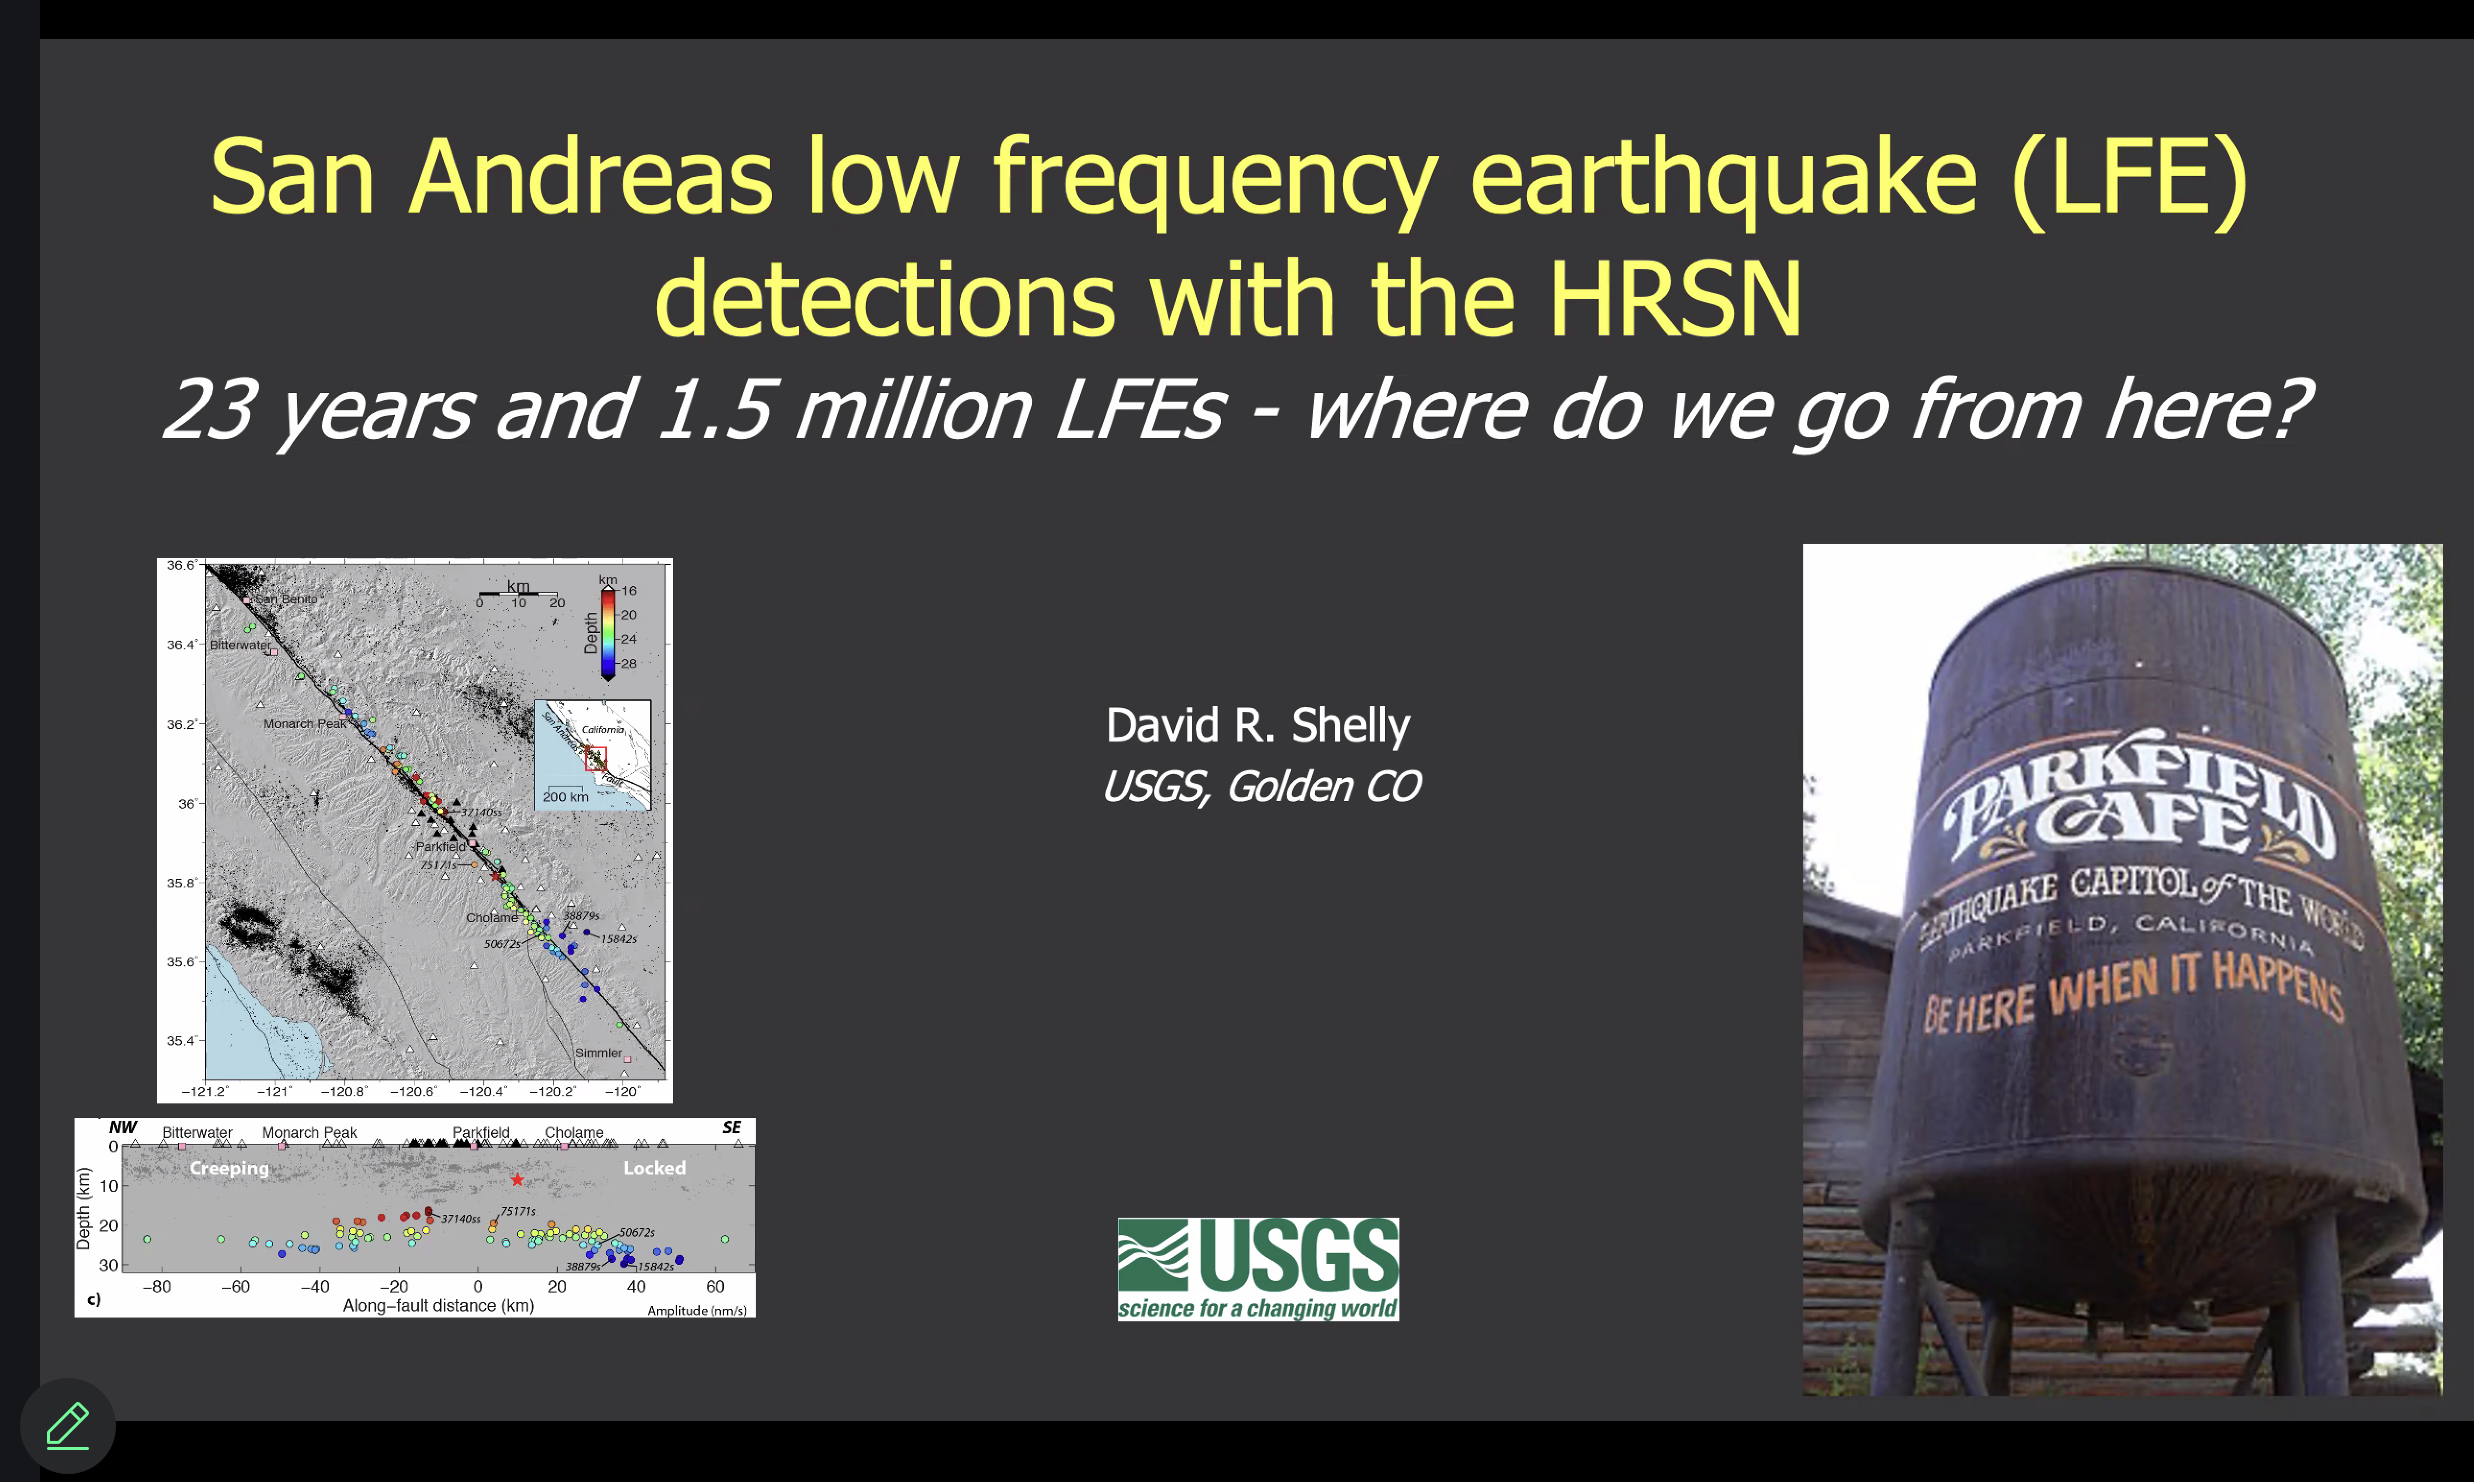 San Andreas low frequency earthquake (LFE)
detections with the HRSN
23 years and 1.5 million LFEs - where do we go from here?
David R. Shelly
USGS, Golden CO
36.6°
36.4°
36.2°
36°
35.8°
35.6°
35.4°
−121.2° −121° −120.8° −120.6° −120.4° −120.2° −120°
San Benito
Bitterwater
Monarch Peak
37140ss
Parkfield
75171s
Cholame
38879s
50672s
15842s
Simmler
km
0 10 20
km
Depth
16
20
24
28
San Andreas
California
Fault
200 km
NW Bitterwater Monarch Peak Parkfield Cholame SE
Creeping Locked
Depth (km)
0
10
20
30
37140ss
75171s
50672s
38879s
15842s
−80 −60 −40 −20 0 20 40 60
c)
Along−fault distance (km)
Amplitude (nm/s)
USGS
science for a changing world
PARKFIELD
CAFE
EARTHQUAKE CAPITOL of THE WORLD
PARKFIELD, CALIFORNIA
BE HERE WHEN IT HAPPENS